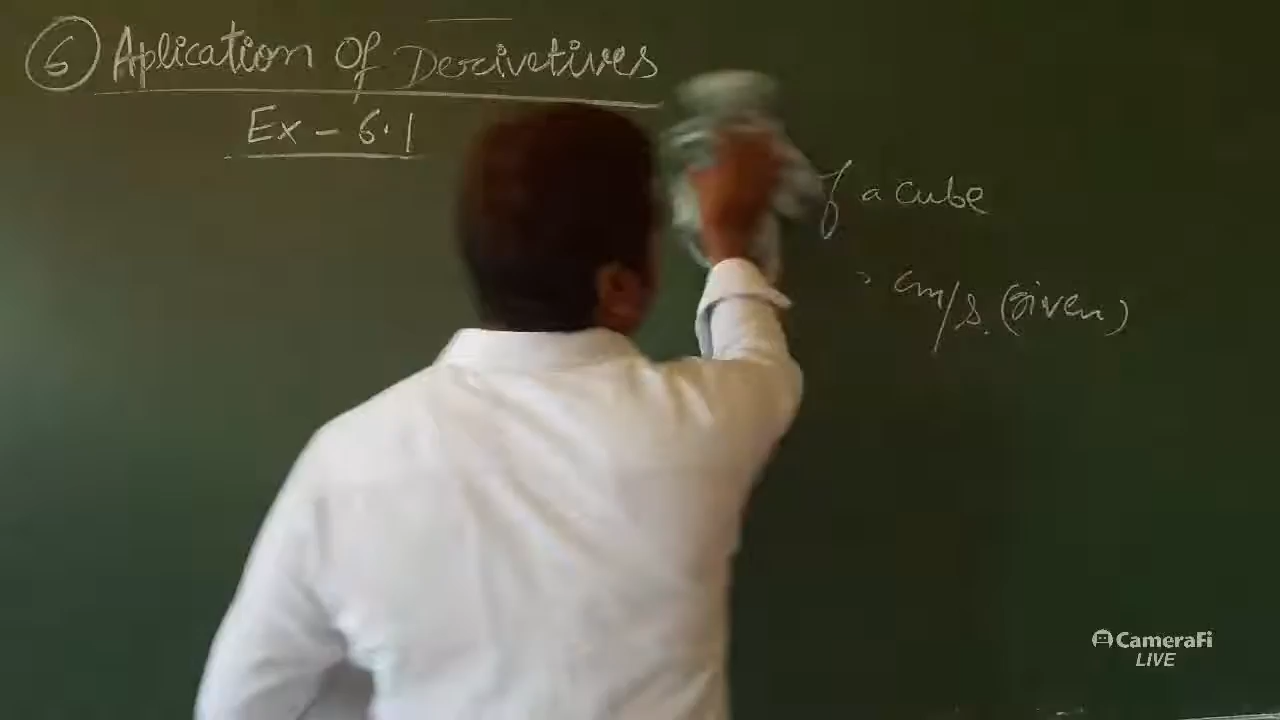 6 Aplication Of Derivatives
Ex - 6.1
a cube
cm/s. (Given)
CameraFi
LIVE